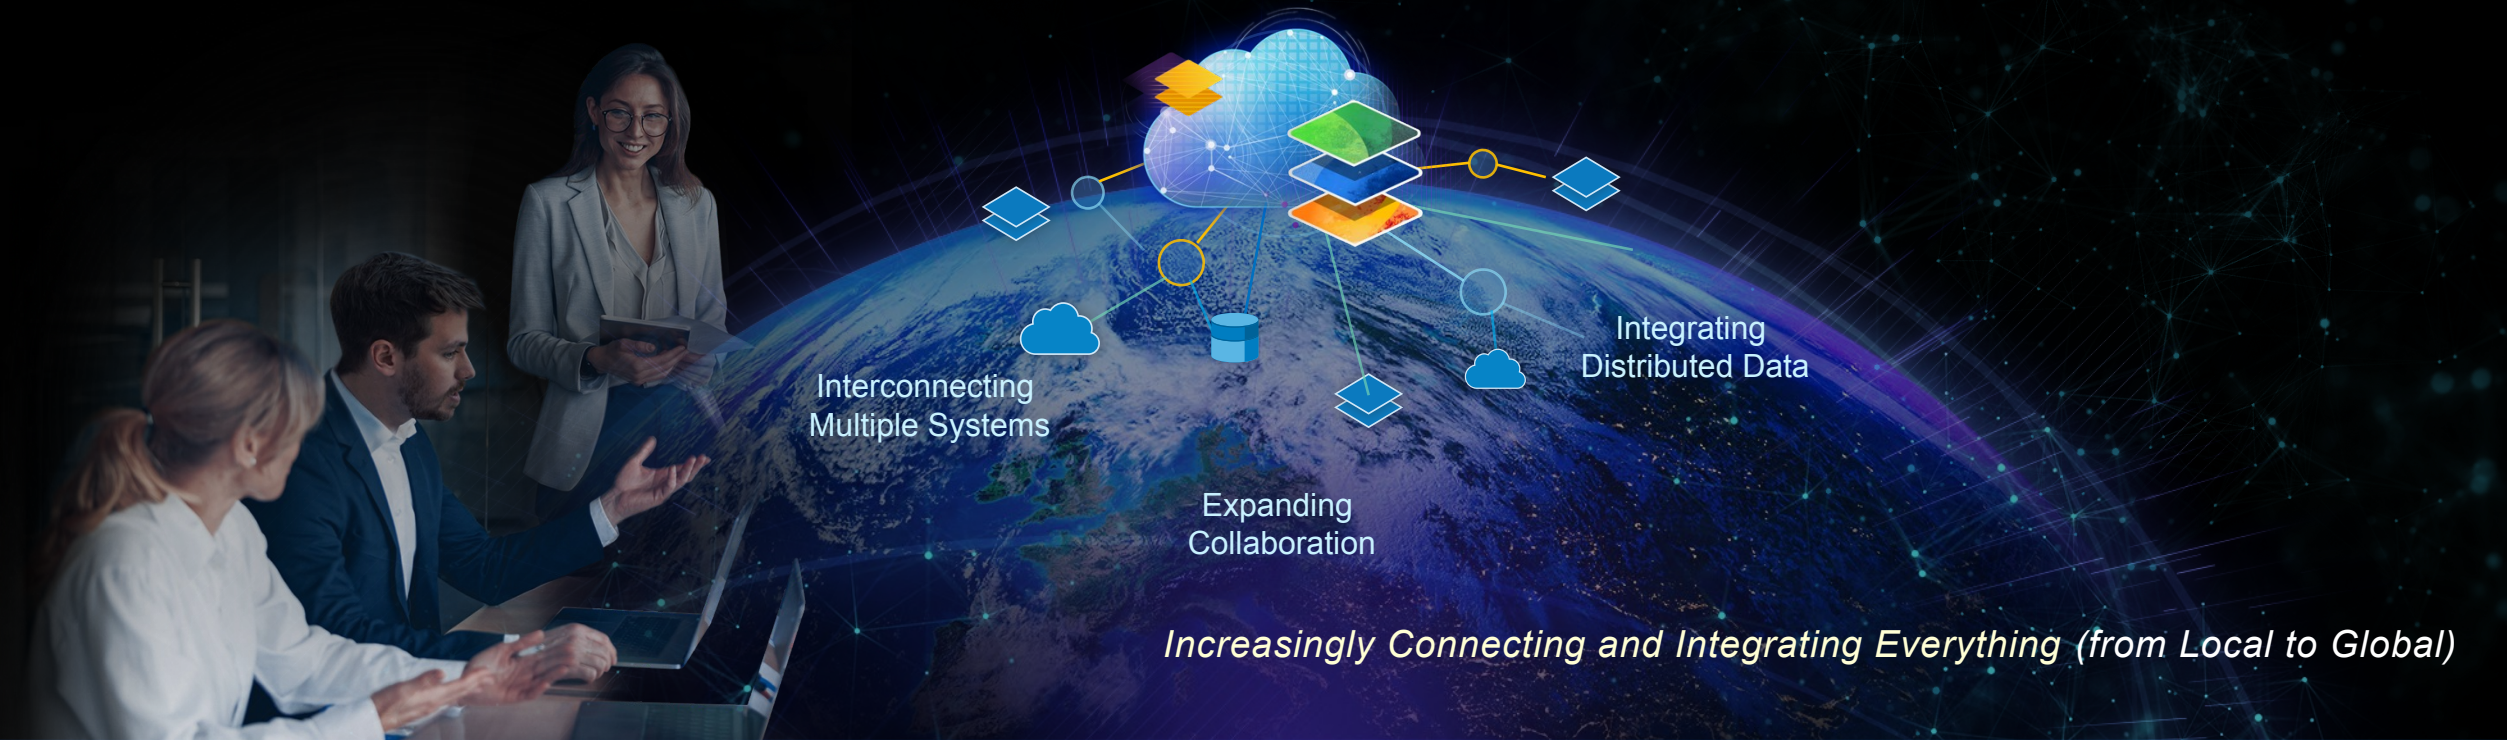 Integrating
Distributed Data
Interconnecting
Multiple Systems
Expanding
Collaboration
Increasingly Connecting and Integrating Everything (from Local to Global)